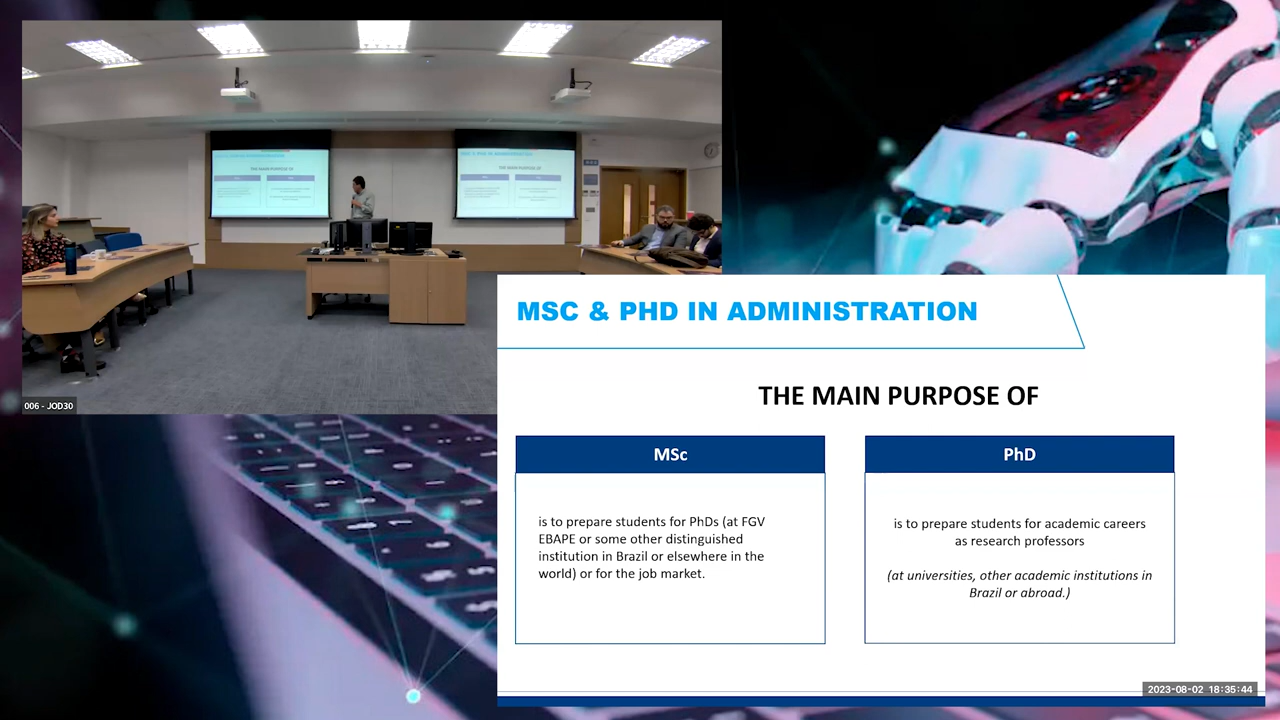 006 - JOD30
MSC & PHD IN ADMINISTRATION
THE MAIN PURPOSE OF
MSc
is to prepare students for PhDs (at FGV
EBAPE or some other distinguished
institution in Brazil or elsewhere in the
world) or for the job market.
PhD
is to prepare students for academic careers
as research professors
(at universities, other academic institutions in
Brazil or abroad.)
2023-08-02 18:35:44